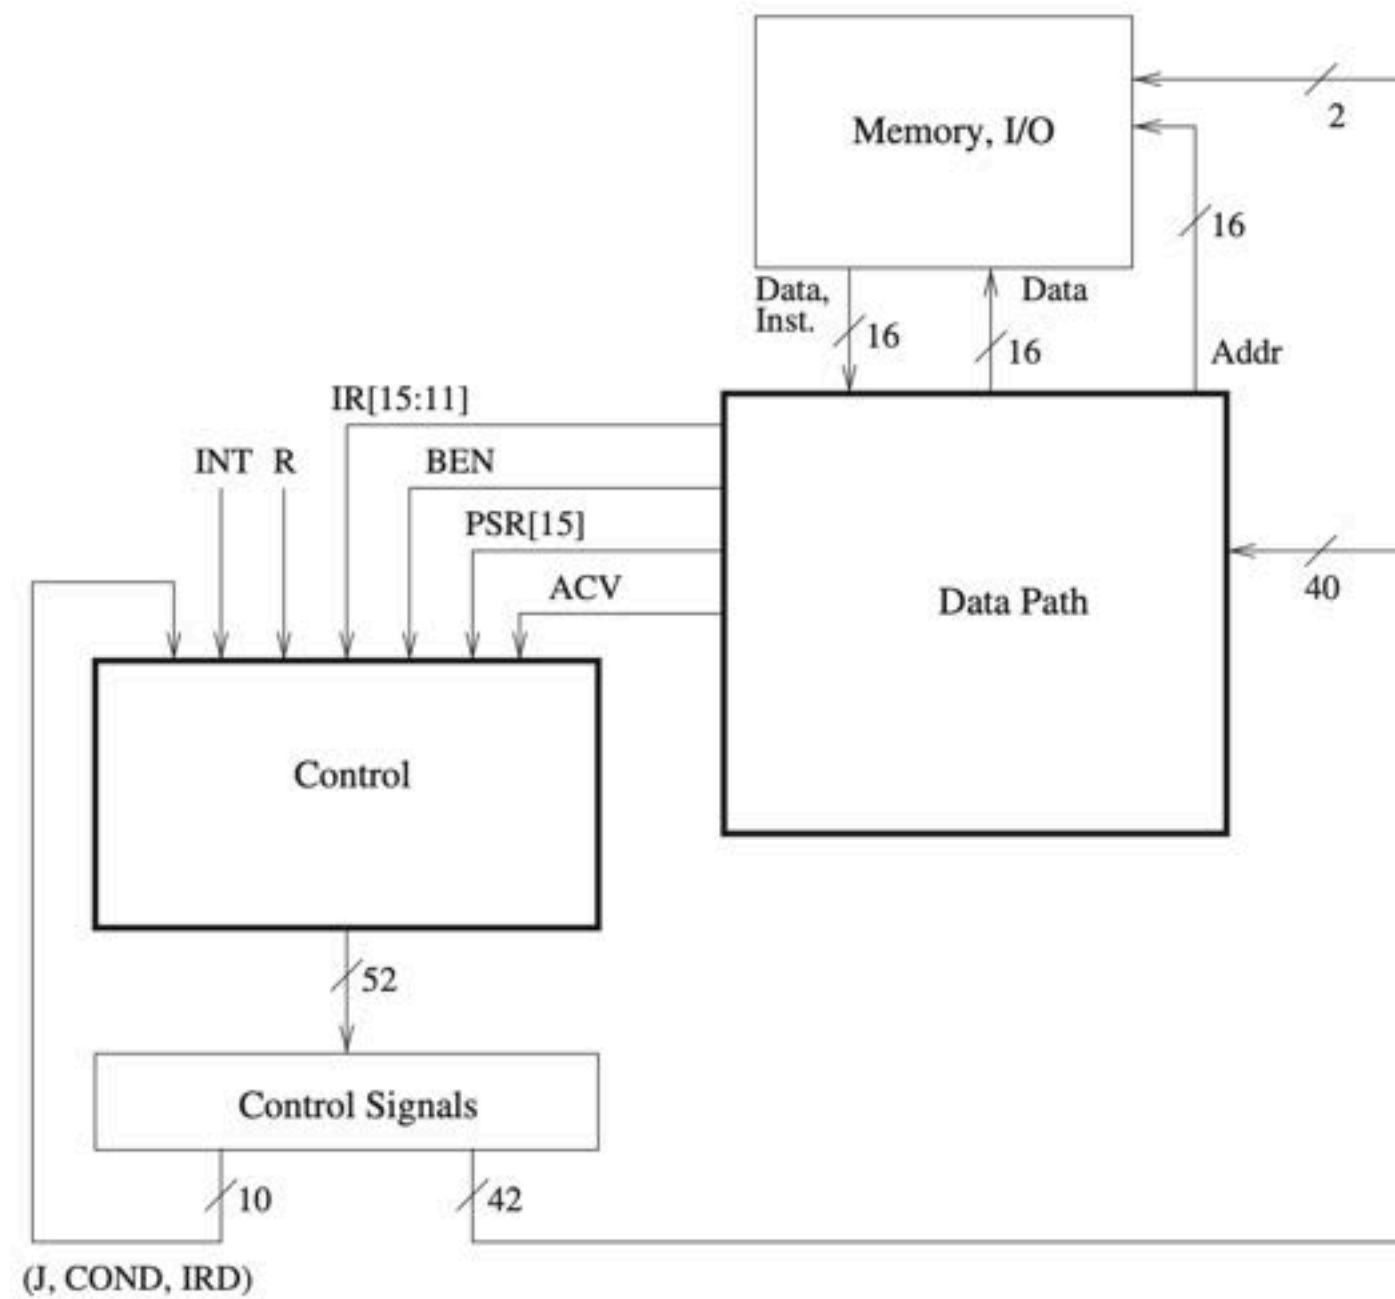 Memory, I/O
2
16
Data,
Inst.
16
Data
16
Addr
IR[15:11]
INT R
BEN
PSR[15]
ACV
40
Data Path
Control
52
Control Signals
10
42
(J, COND, IRD)